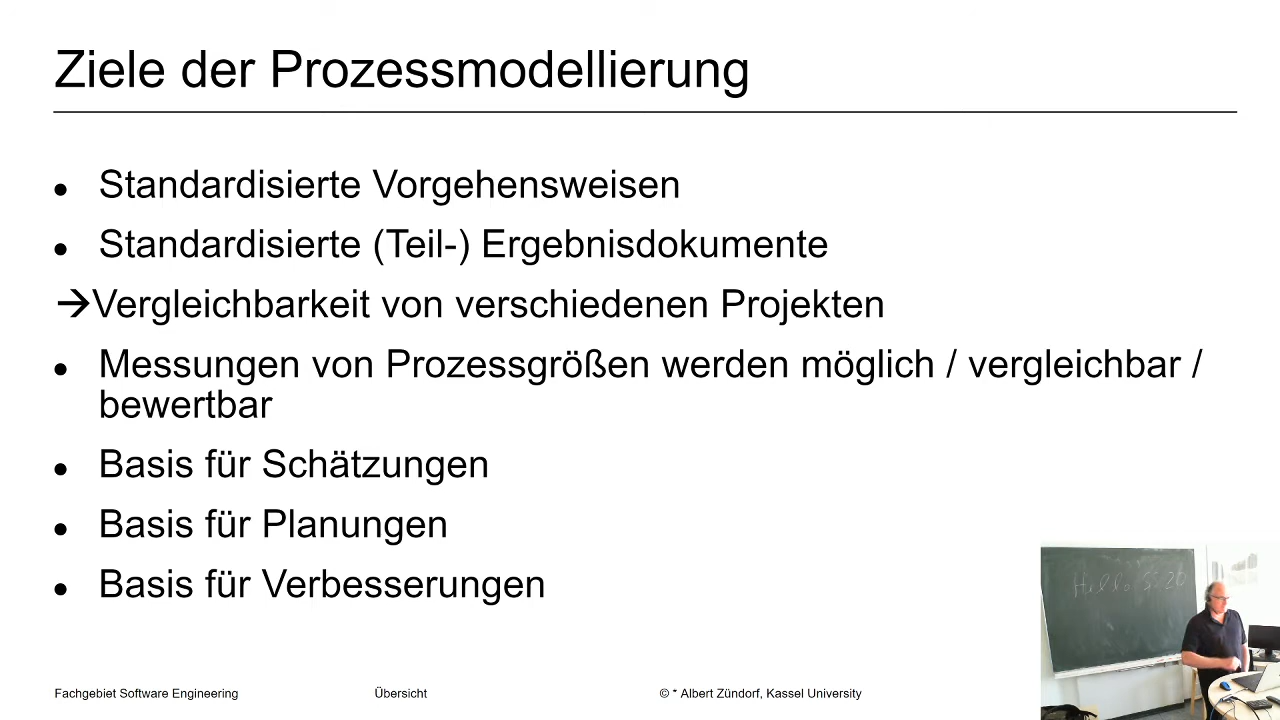 Ziele der Prozessmodellierung
● Standardisierte Vorgehensweisen
● Standardisierte (Teil-) Ergebnisdokumente
→Vergleichbarkeit von verschiedenen Projekten
● Messungen von Prozessgrößen werden möglich / vergleichbar /
bewertbar
● Basis für Schätzungen
● Basis für Planungen
● Basis für Verbesserungen
Hello
Fachgebiet Software Engineering
Übersicht
© * Albert Zündorf, Kassel University